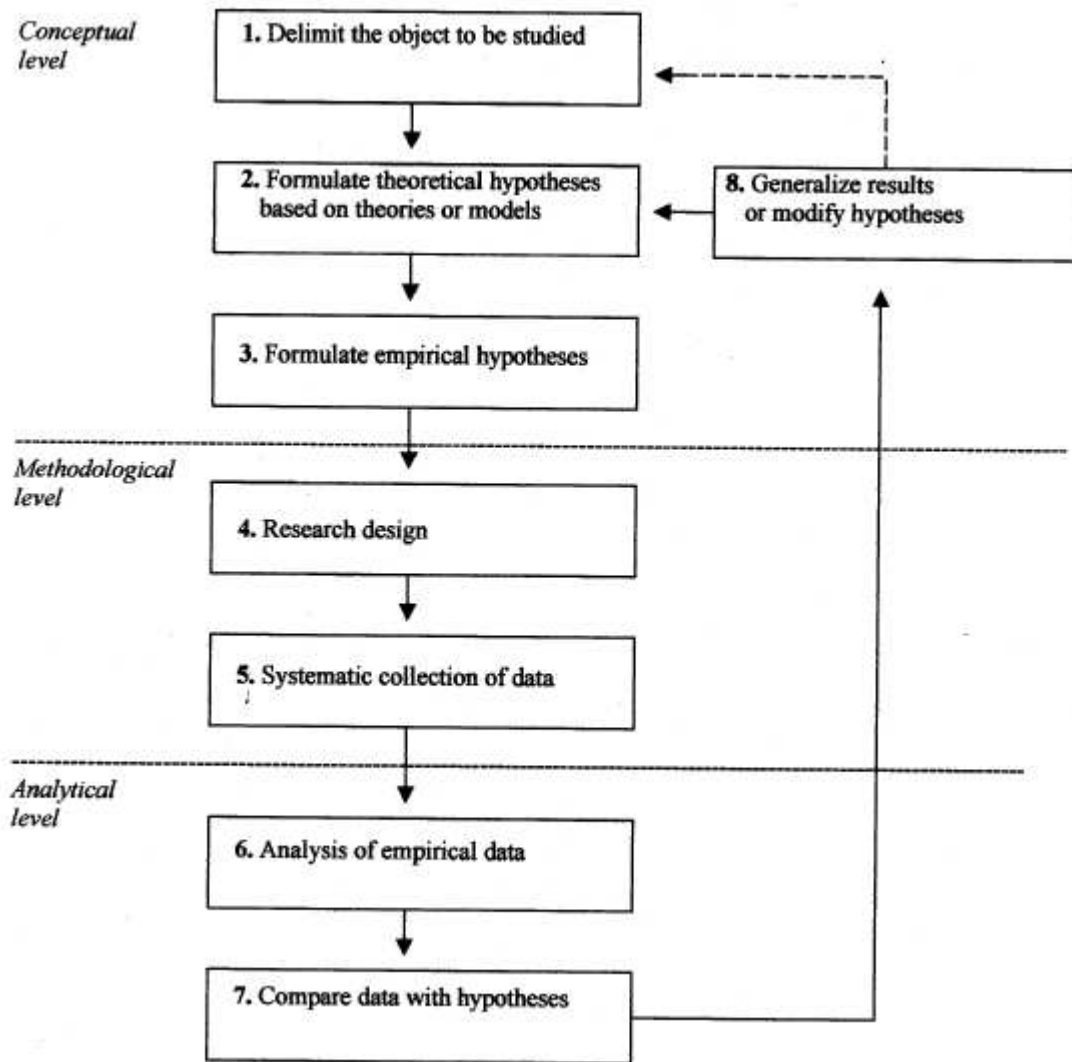 Conceptual
level
1. Delimit the object to be studied
2. Formulate theoretical hypotheses
based on theories or models
8. Generalize results
or modify hypotheses
3. Formulate empirical hypotheses
Methodological
level
4. Research design
5. Systematic collection of data
Analytical
level
6. Analysis of empirical data
7. Compare data with hypotheses